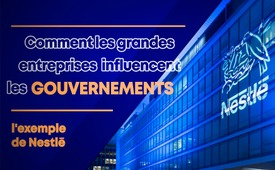 Comment les grandes
entreprises influencent
les GOUVERNEMENTS
l'exemple
de Nestlé
Nestlé